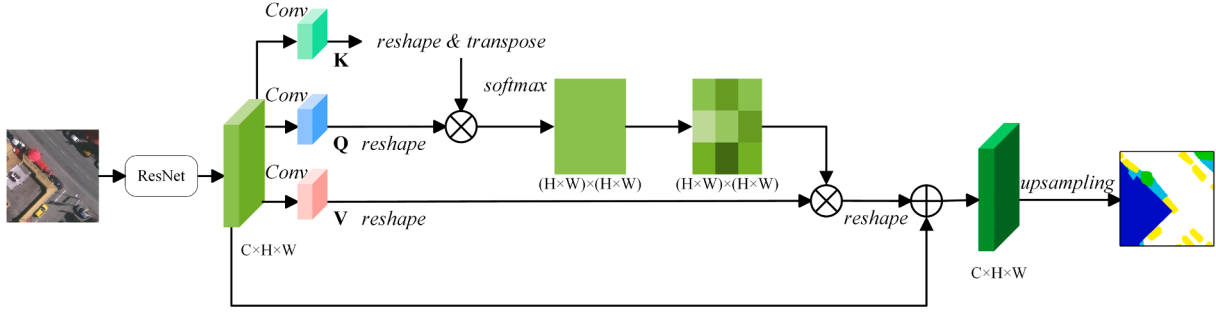 Conv
K
reshape & transpose
Conv
softmax
Q
reshape
ResNet
Conv
(H×W)×(H×W)
(H×W)×(H×W)
upsampling
V
reshape
reshape
C×H×W
C×H×W